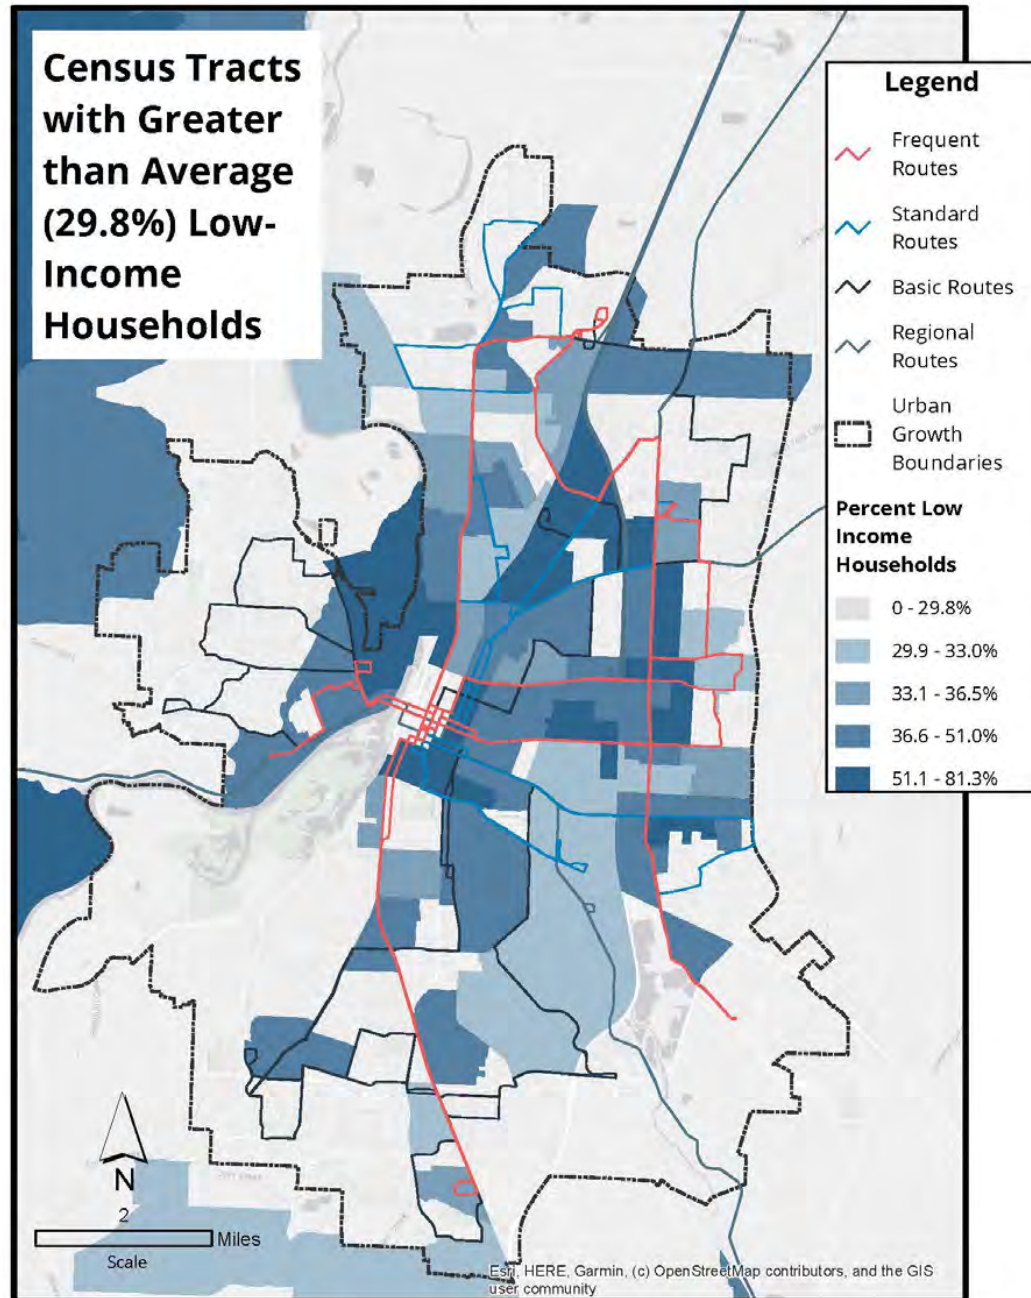 Census Tracts
with Greater
than Average
(29.8%) Low-
Income
Households
Legend
Frequent
Routes
Standard
Routes
Basic Routes
Regional
Routes
Urban
Growth
Boundaries
Percent Low
Income
Households
0 - 29.8%
29.9 - 33.0%
33.1 - 36.5%
36.6 - 51.0%
51.1 - 81.3%
N
2
Miles
Scale
Esri, HERE, Garmin, (c) OpenStreetMap contributors, and the GIS
user community